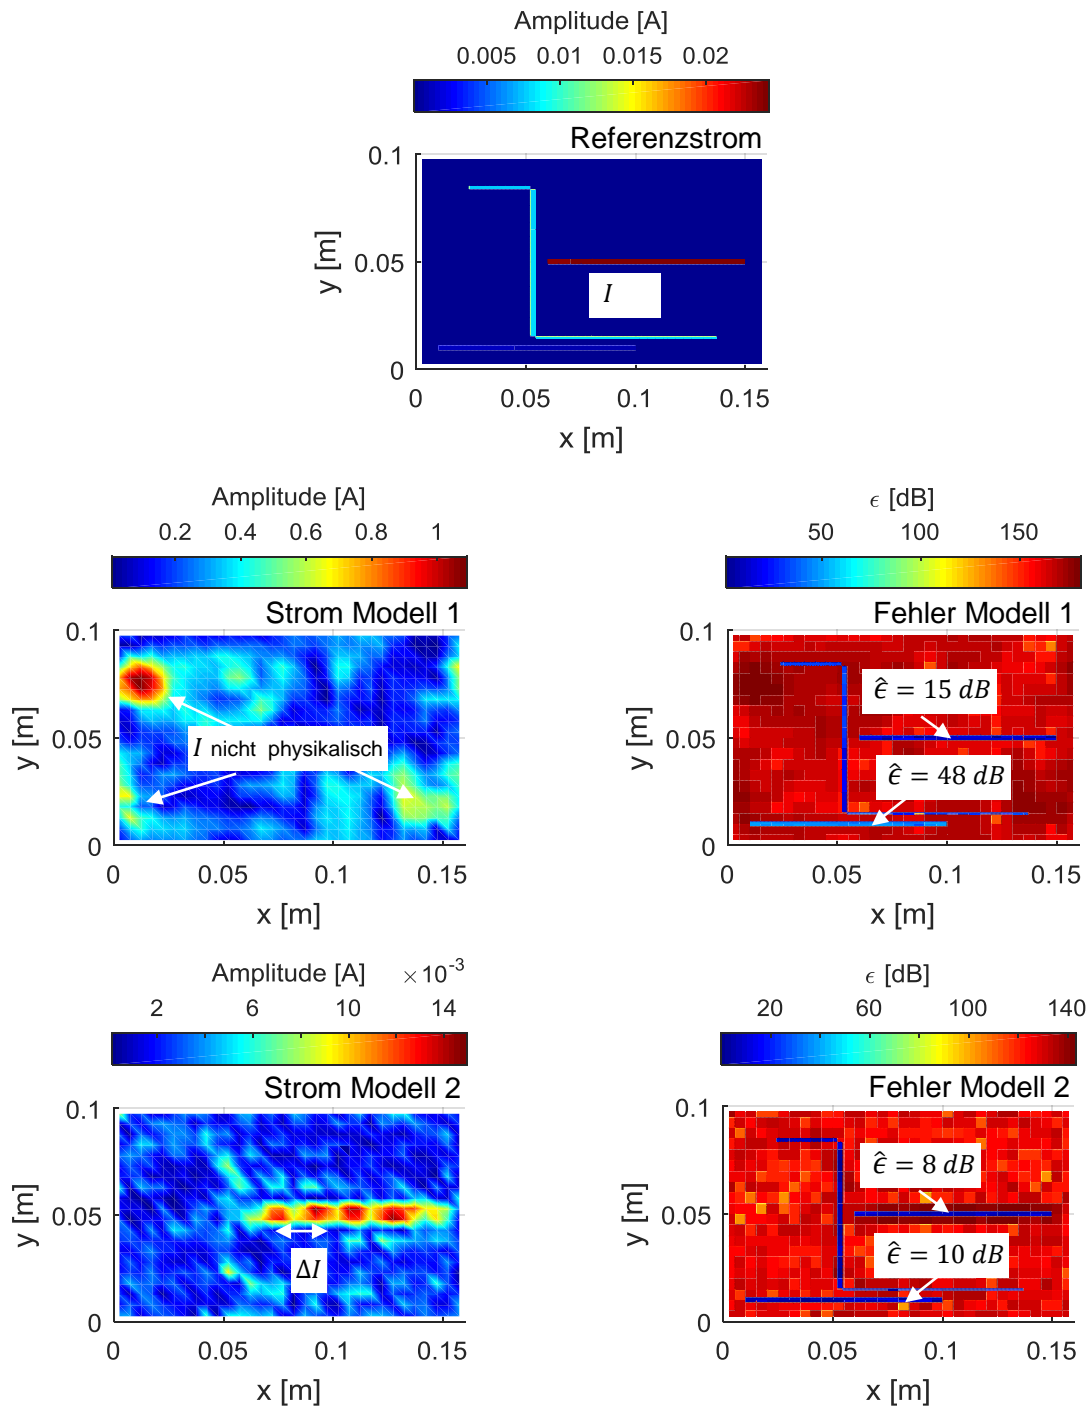 Amplitude [A]
0.005 0.01 0.015 0.02
Referenzstrom
0.1
0.05
0
y [m]
I
0 0.05 0.1 0.15
x [m]
Amplitude [A]
0.2 0.4 0.6 0.8 1
Strom Modell 1
0.1
0.05
0
y [m]
I nicht physikalisch
0 0.05 0.1 0.15
x [m]
ϵ [dB]
50 100 150
Fehler Modell 1
0.1
0.05
0
y [m]
ϵ̂ = 15 dB
ϵ̂ = 48 dB
0 0.05 0.1 0.15
x [m]
Amplitude [A] ×10⁻³
2 6 10 14
Strom Modell 2
0.1
0.05
0
y [m]
ΔI
0 0.05 0.1 0.15
x [m]
ϵ [dB]
20 60 100 140
Fehler Modell 2
0.1
0.05
0
y [m]
ϵ̂ = 8 dB
ϵ̂ = 10 dB
0 0.05 0.1 0.15
x [m]